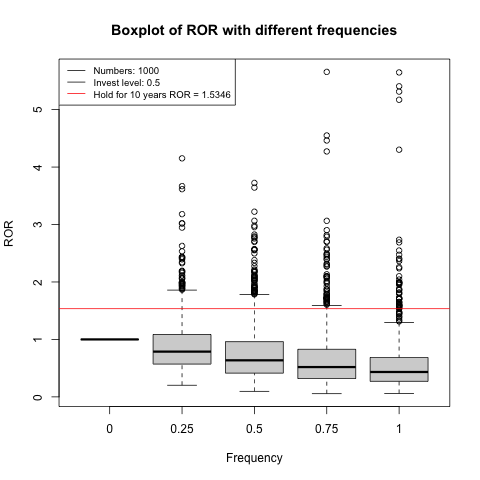 Boxplot of ROR with different frequencies
Numbers: 1000
Invest level: 0.5
Hold for 10 years ROR = 1.5346
5
4
3
2
1
0
ROR
0 0.25 0.5 0.75 1
Frequency